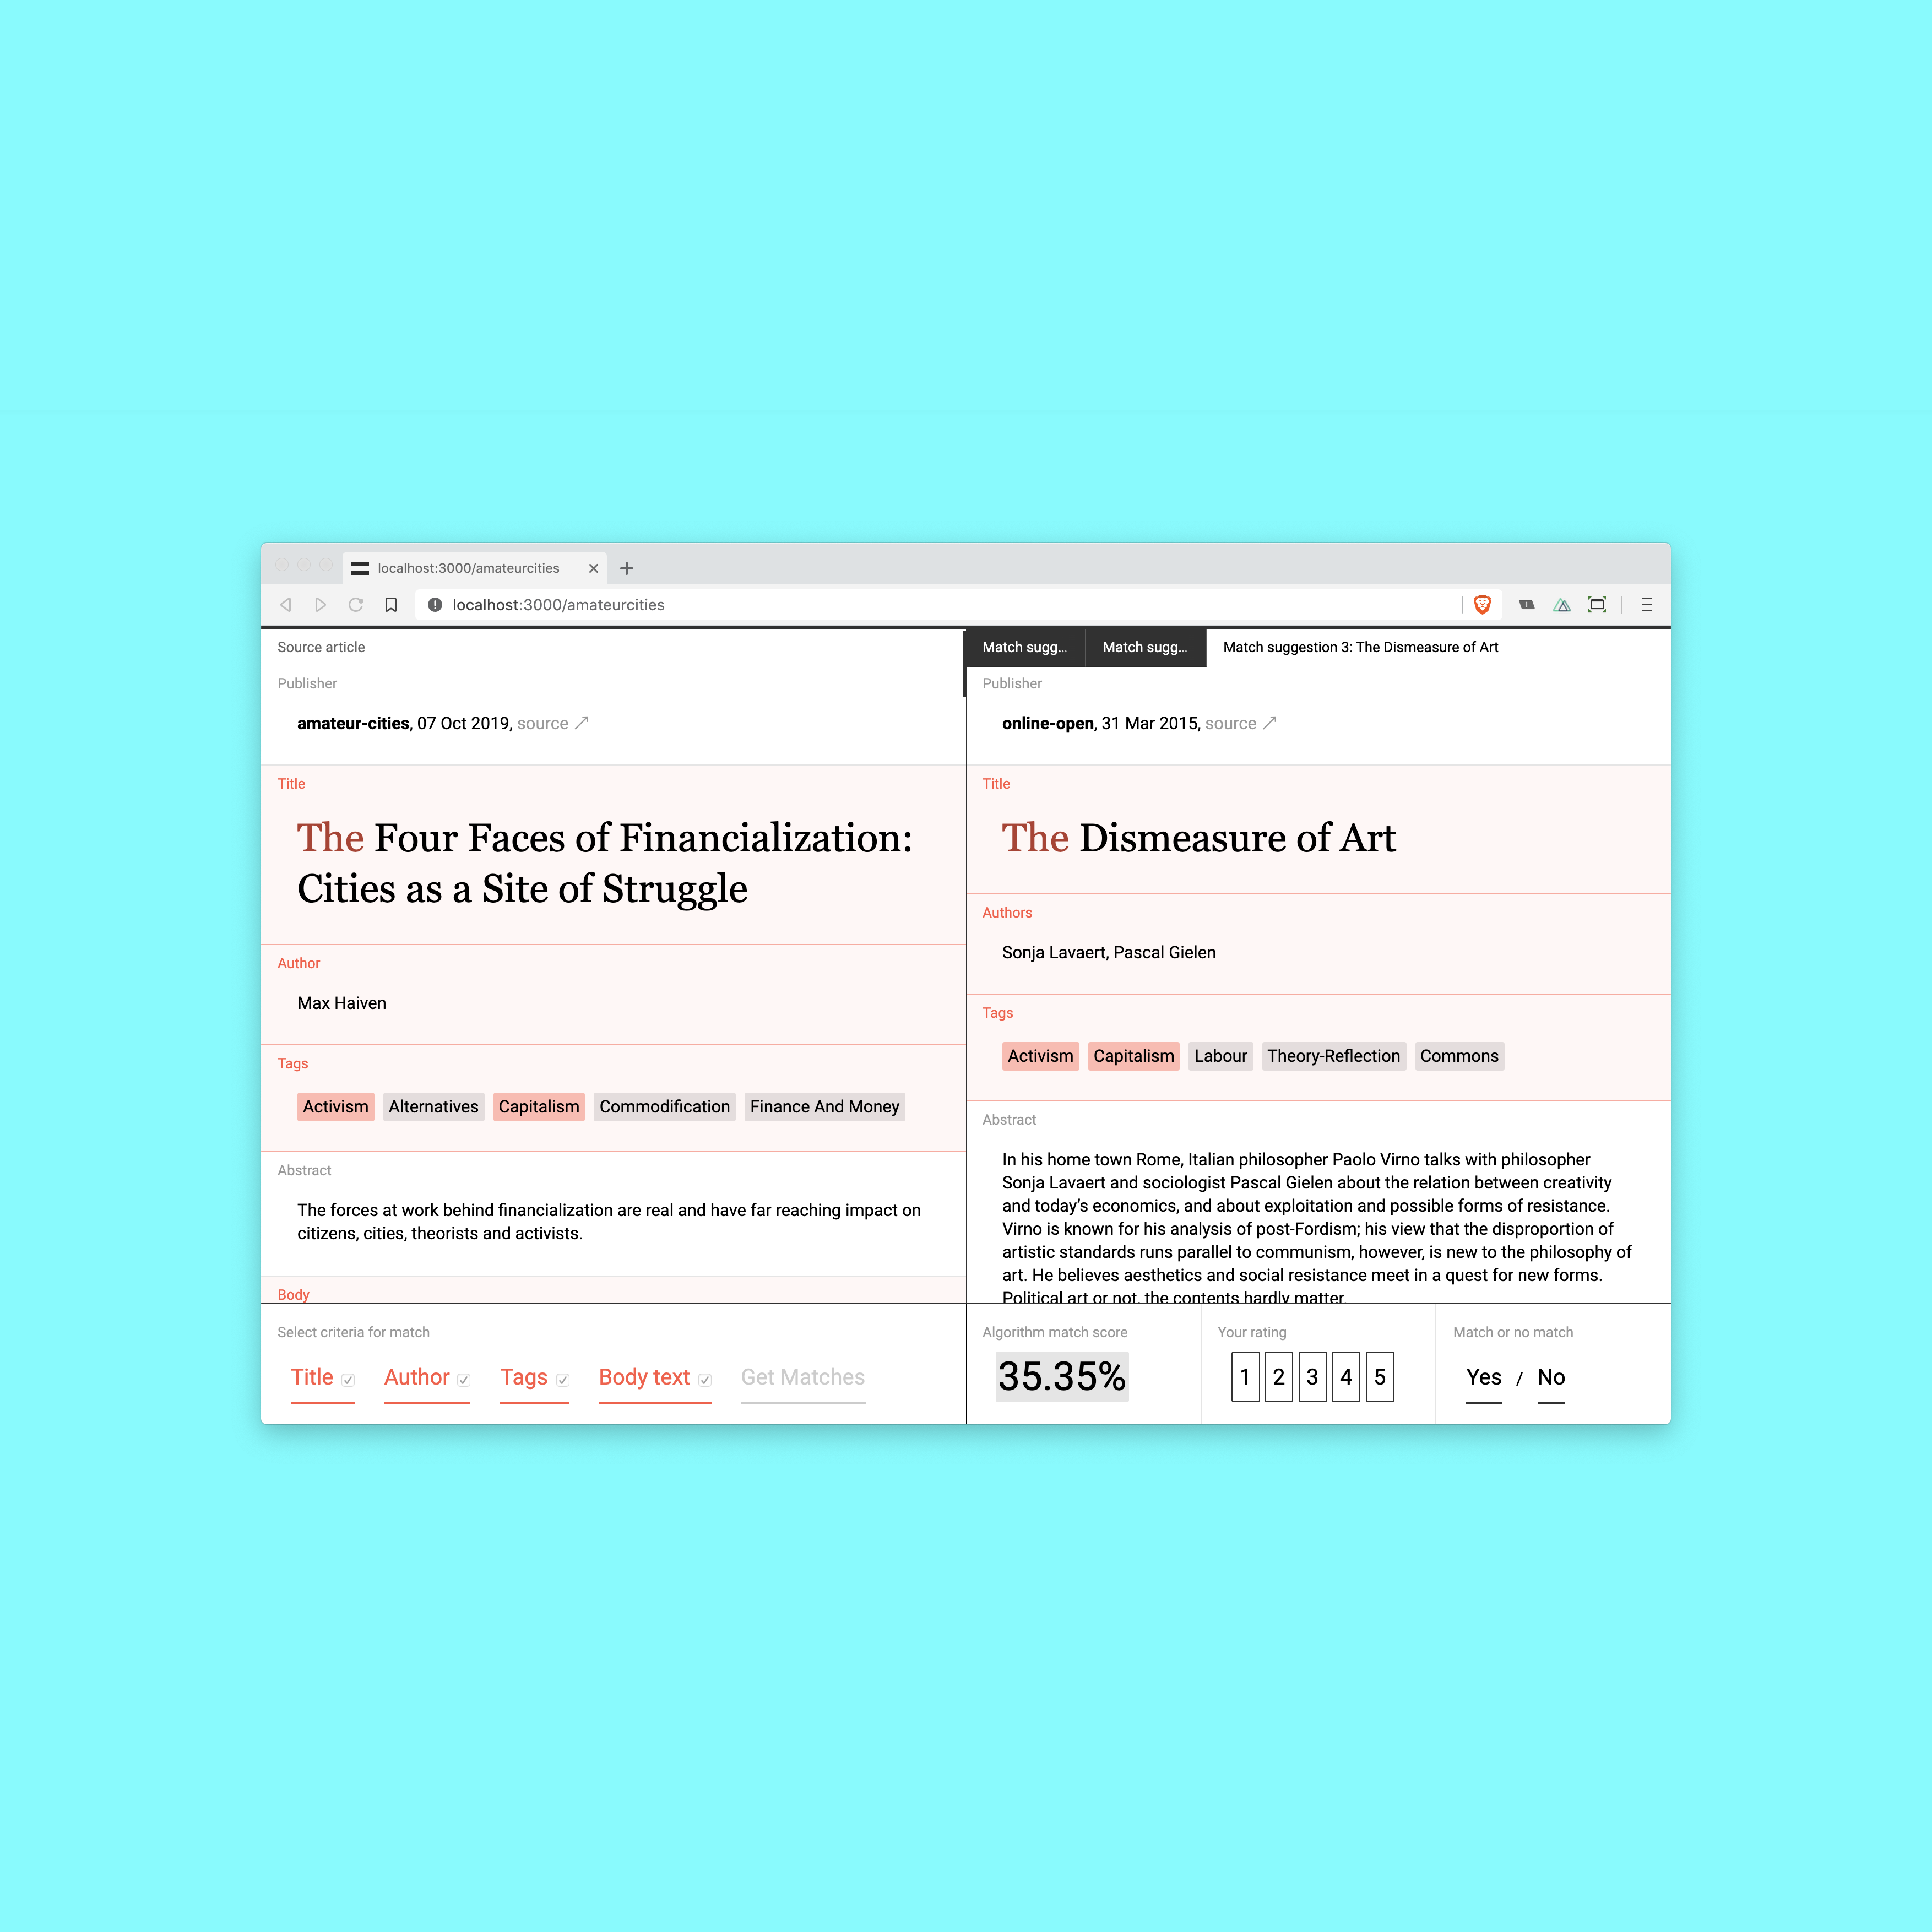 localhost:3000/amateurcities
localhost:3000/amateurcities
Source article
Publisher
amateur-cities, 07 Oct 2019, source ↗
Title
The Four Faces of Financialization:
Cities as a Site of Struggle
Author
Max Haiven
Tags
Activism Alternatives Capitalism Commodification Finance And Money
Abstract
The forces at work behind financialization are real and have far reaching impact on
citizens, cities, theorists and activists.
Body
Select criteria for match
Title Author Tags Body text Get Matches
Match sugg... Match sugg... Match suggestion 3: The Dismeasure of Art
Publisher
online-open, 31 Mar 2015, source ↗
Title
The Dismeasure of Art
Authors
Sonja Lavaert, Pascal Gielen
Tags
Activism Capitalism Labour Theory-Reflection Commons
Abstract
In his home town Rome, Italian philosopher Paolo Virno talks with philosopher
Sonja Lavaert and sociologist Pascal Gielen about the relation between creativity
and today’s economics, and about exploitation and possible forms of resistance.
Virno is known for his analysis of post-Fordism; his view that the disproportion of
artistic standards runs parallel to communism, however, is new to the philosophy of
art. He believes aesthetics and social resistance meet in a quest for new forms.
Political art or not, the contents hardly matter.
Algorithm match score
35.35%
Your rating
1 2 3 4 5
Match or no match
Yes / No